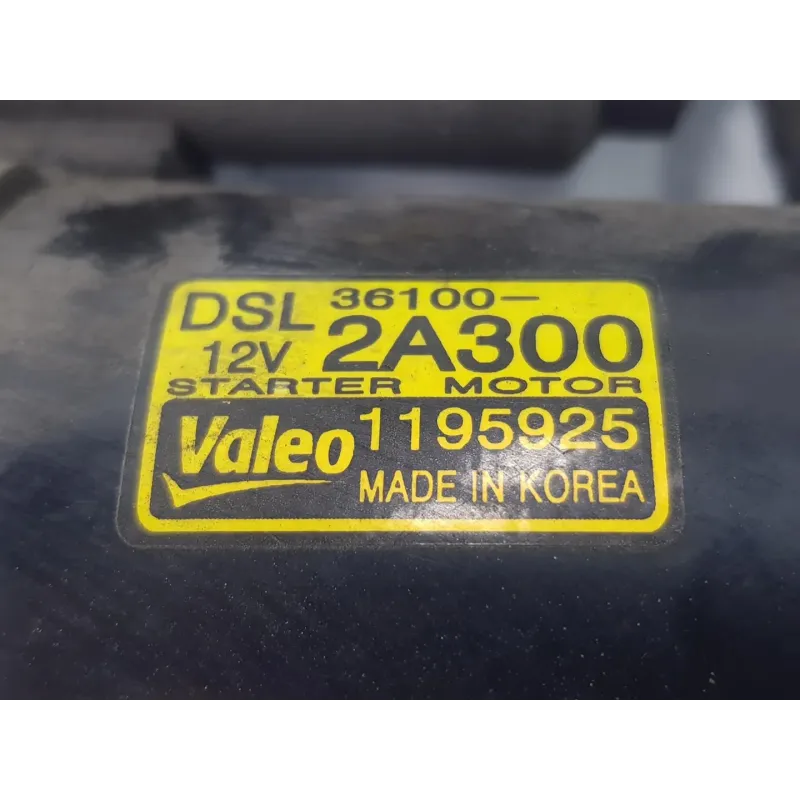 DSL 36100-
12V 2A300
STARTER MOTOR
Valeo 1195925
MADE IN KOREA